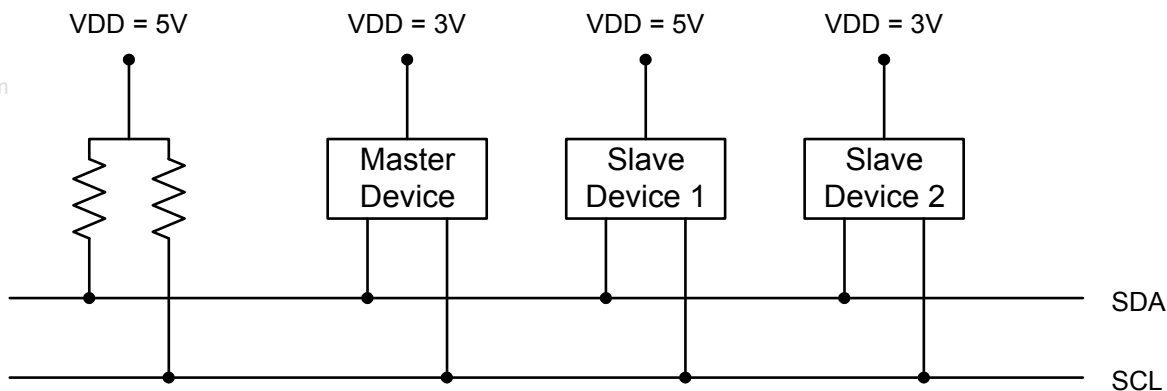 VDD = 5V
VDD = 3V
VDD = 5V
VDD = 3V
Master
Device
Slave
Device 1
Slave
Device 2
SDA
SCL